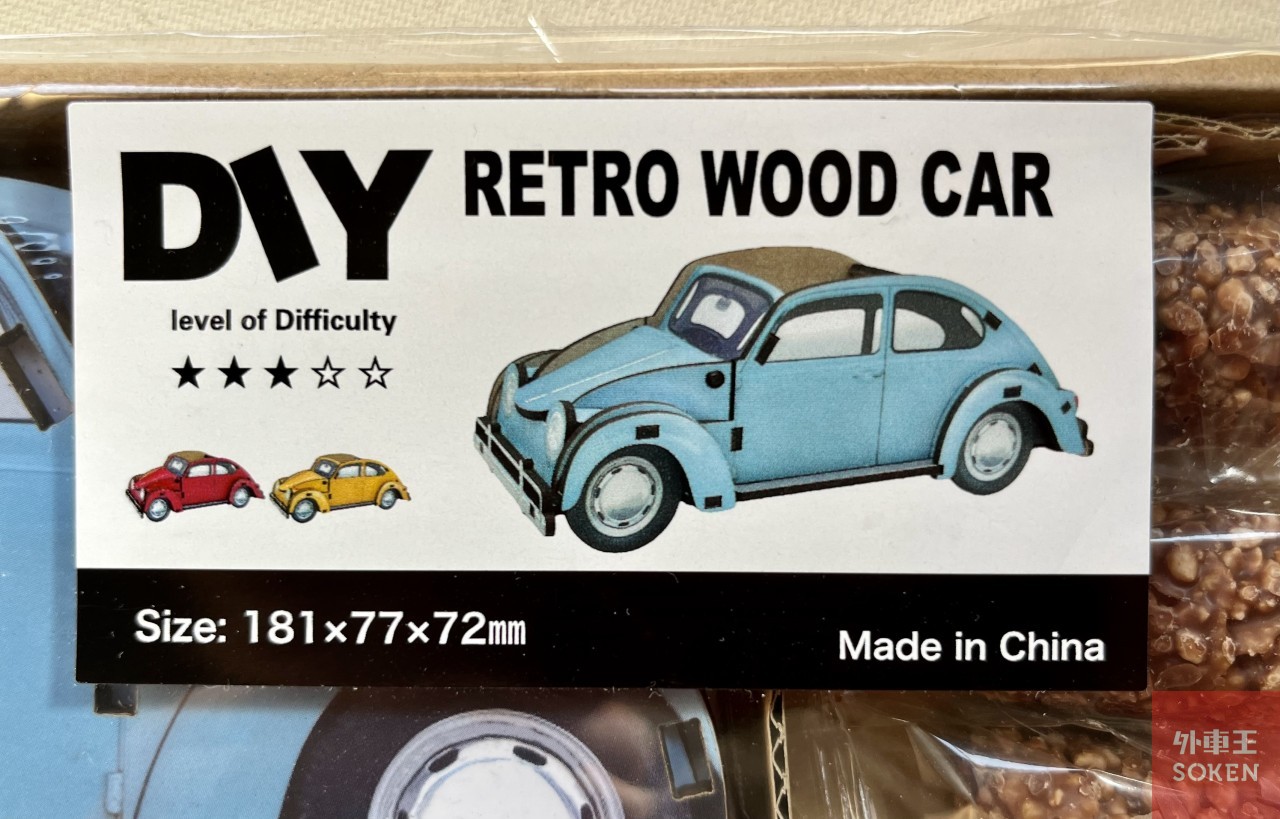 DIY RETRO WOOD CAR
level of Difficulty
★★★☆☆
Size: 181×77×72㎜
Made in China
外車王
SOKEN